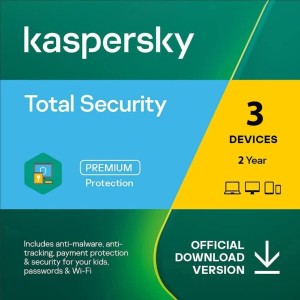 kaspersky
Total Security
3
DEVICES
2 Year
PREMIUM
Protection
Includes anti-malware, anti-
tracking, payment protection
& security for your kids,
passwords & Wi-Fi
OFFICIAL
DOWNLOAD
VERSION